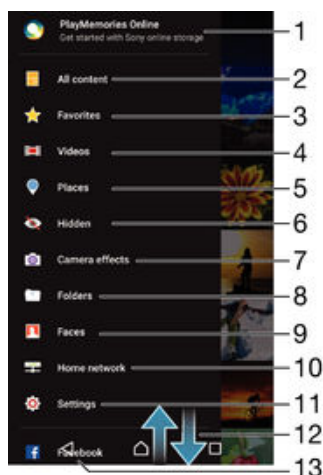 PlayMemories Online 1
Get started with Sony online storage
All content 2
Favorites 3
Videos 4
Places 5
Hidden 6
Camera effects 7
Folders 8
Faces 9
Home network 10
Settings 11
12
Facebook
13